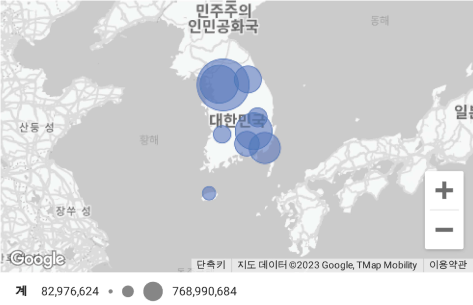 민주주의
인민공화국
동해
대한민국
일본
산둥 성
황해
장쑤 성
Google
단축키 지도 데이터 ©2023 Google, TMap Mobility 이용약관
계 82,976,624 768,990,684